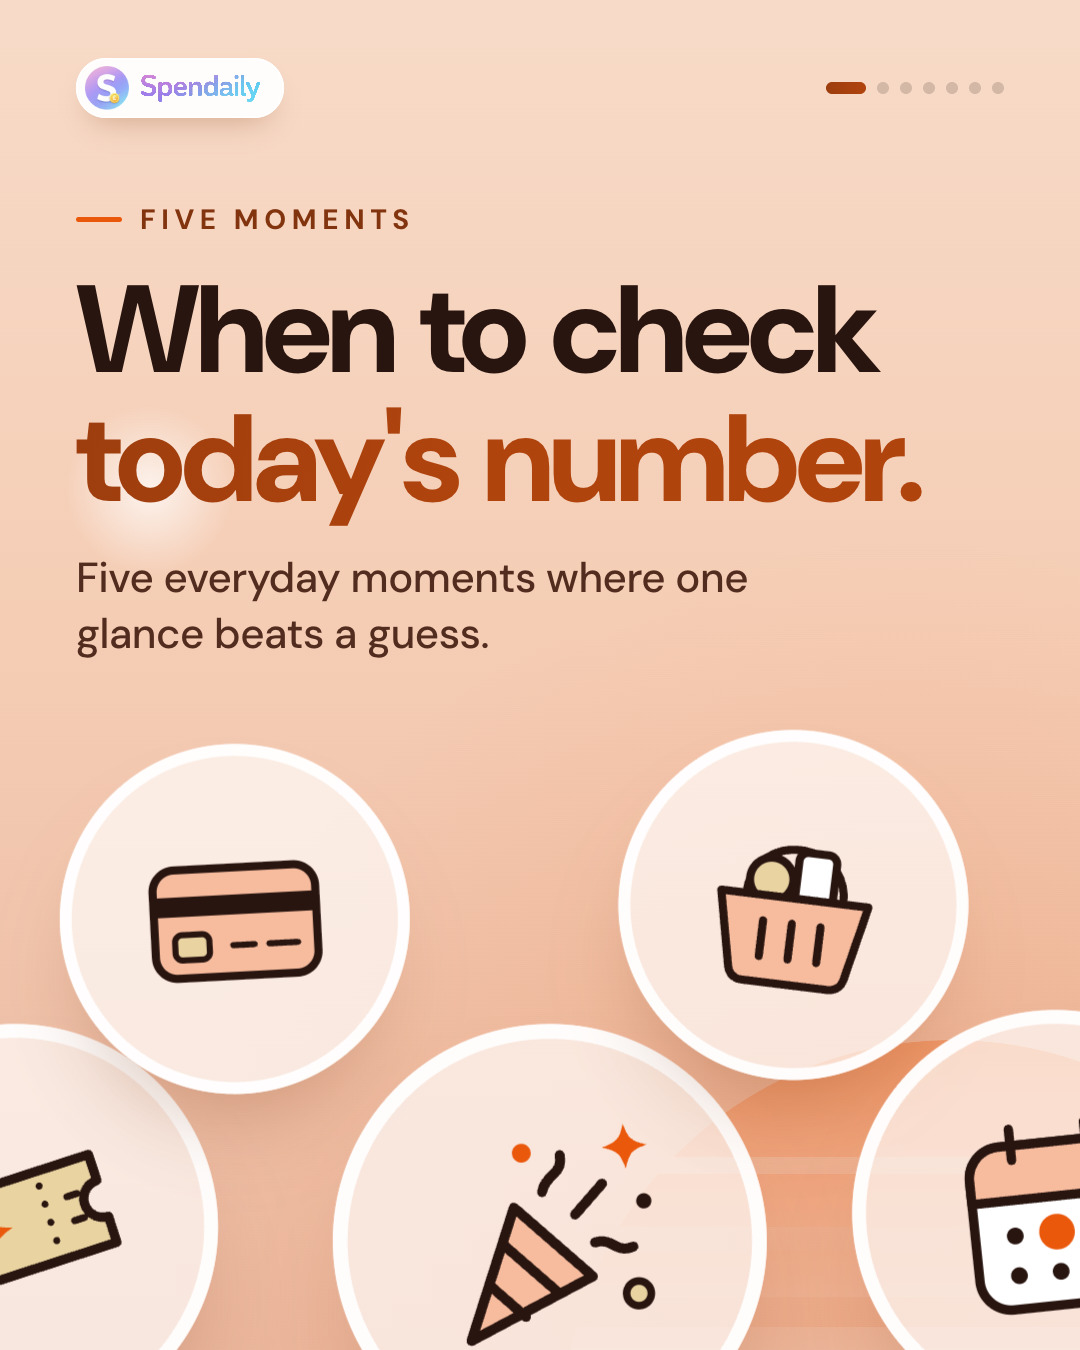 Spendaily
FIVE MOMENTS
When to check
today's number.
Five everyday moments where one
glance beats a guess.